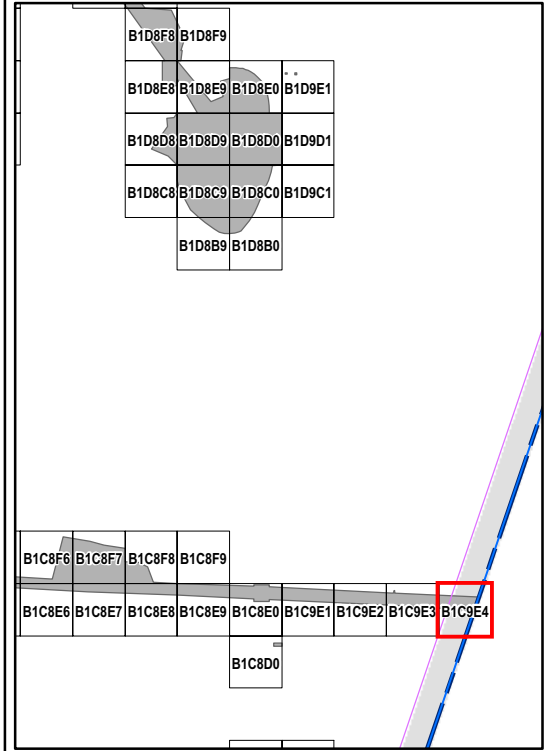 B1D8F8 B1D8F9
B1D8E8 B1D8E9 B1D8E0 B1D9E1
B1D8D8 B1D8D9 B1D8D0 B1D9D1
B1D8C8 B1D8C9 B1D8C0 B1D9C1
B1D8B9 B1D8B0
B1C8F6 B1C8F7 B1C8F8 B1C8F9
B1C8E6 B1C8E7 B1C8E8 B1C8E9 B1C8E0 B1C9E1 B1C9E2 B1C9E3 B1C9E4
B1C8D0